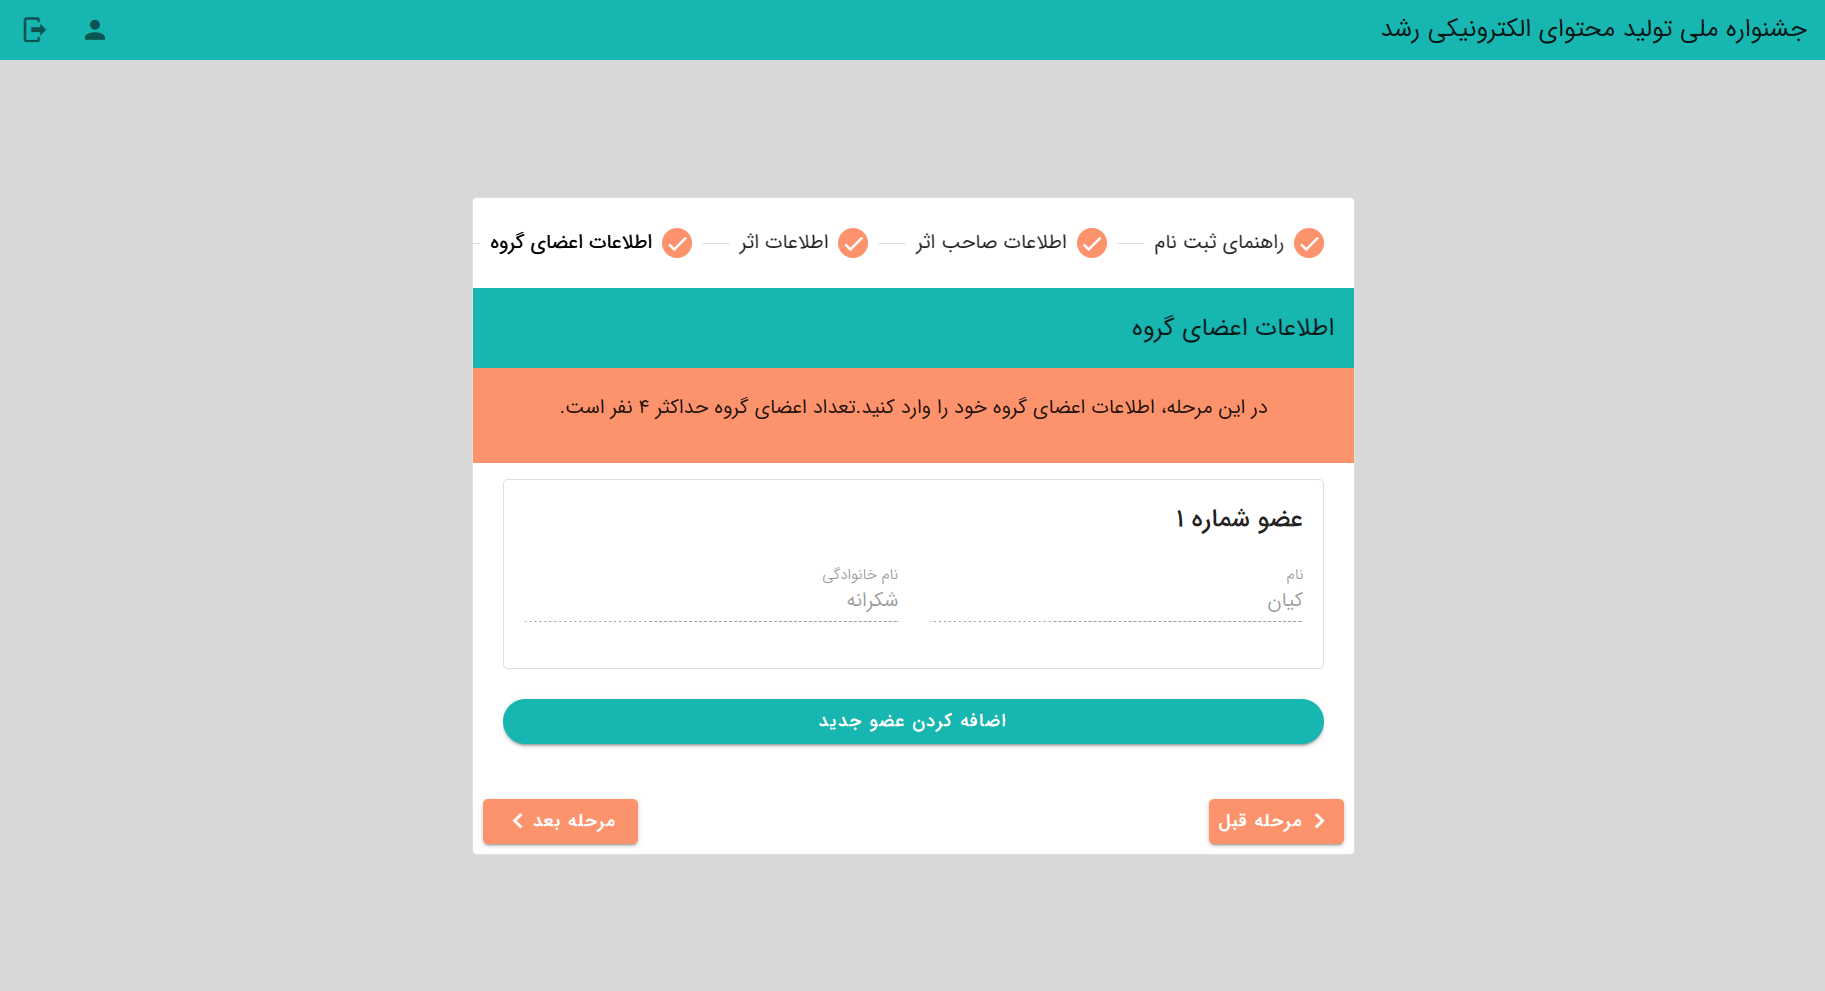 جشنواره ملی تولید محتوای الکترونیکی رشد
راهنمای ثبت نام
اطلاعات صاحب اثر
اطلاعات اثر
اطلاعات اعضای گروه
اطلاعات اعضای گروه
در این مرحله، اطلاعات اعضای گروه خود را وارد کنید.تعداد اعضای گروه حداکثر ۴ نفر است.
عضو شماره ۱
نام
کیان
نام خانوادگی
شکرانه
اضافه کردن عضو جدید
مرحله قبل
مرحله بعد